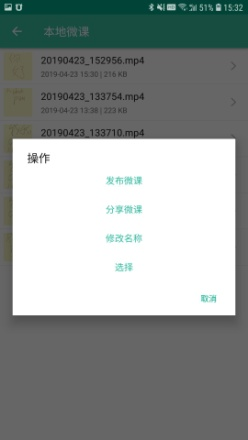 51% 15:32
本地微课
20190423_152956.mp4
2019-04-23 15:30 | 216 KB
20190423_133754.mp4
2019-04-23 13:38 | 223 KB
20190423_133710.mp4
操作
发布微课
分享微课
修改名称
选择
取消